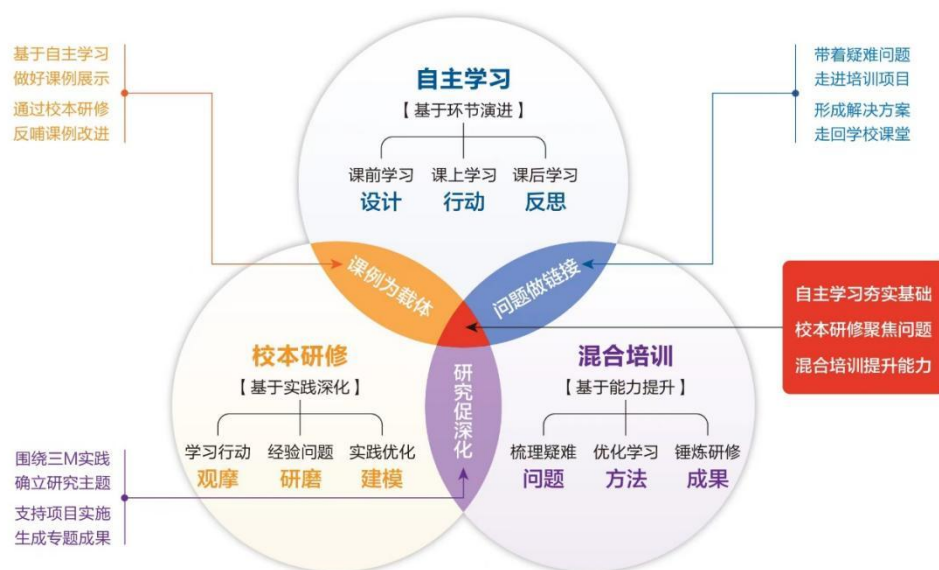 基于自主学习
做好课例展示
通过校本研修
反哺课例改进
自主学习
【基于环节演进】
课前学习 课上学习 课后学习
设计 行动 反思
带着疑难问题
走进培训项目
形成解决方案
走回学校课堂
课例为载体
问题做链接
自主学习夯实基础
校本研修聚焦问题
混合培训提升能力
校本研修
【基于实践深化】
学习行动 经验问题 实践优化
观摩 研磨 建模
研究促深化
混合培训
【基于能力提升】
梳理疑难 优化学习 锤炼研修
问题 方法 成果
围绕三M实践
确立研究主题
支持项目实施
生成专题成果